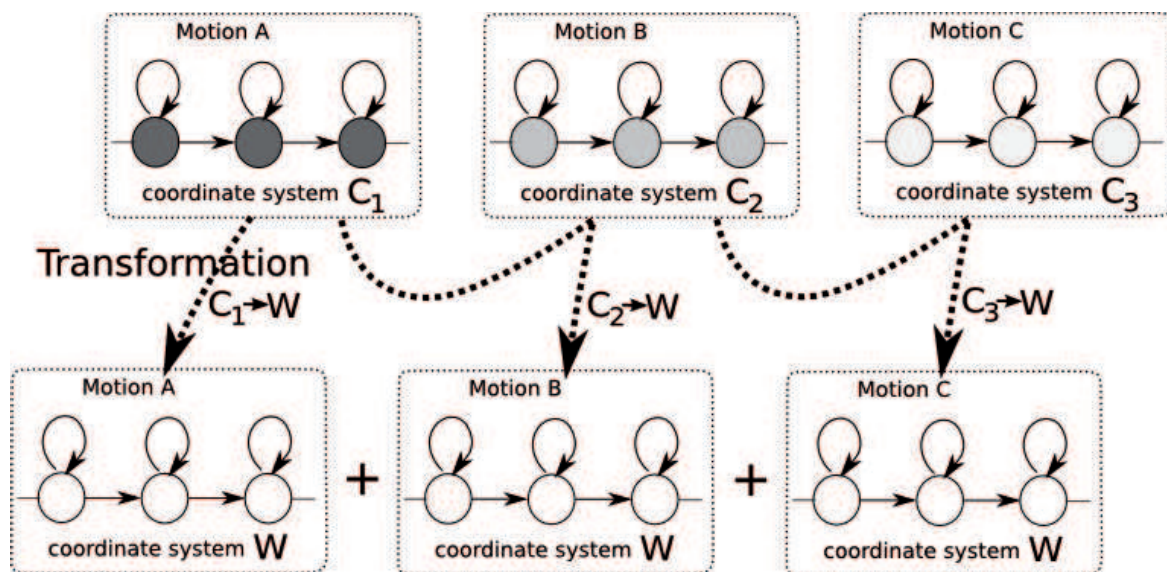 Motion A
Motion B
Motion C
coordinate system C₁
coordinate system C₂
coordinate system C₃
Transformation
C₁→W
C₂→W
C₃→W
Motion A
Motion B
Motion C
+
+
coordinate system W
coordinate system W
coordinate system W